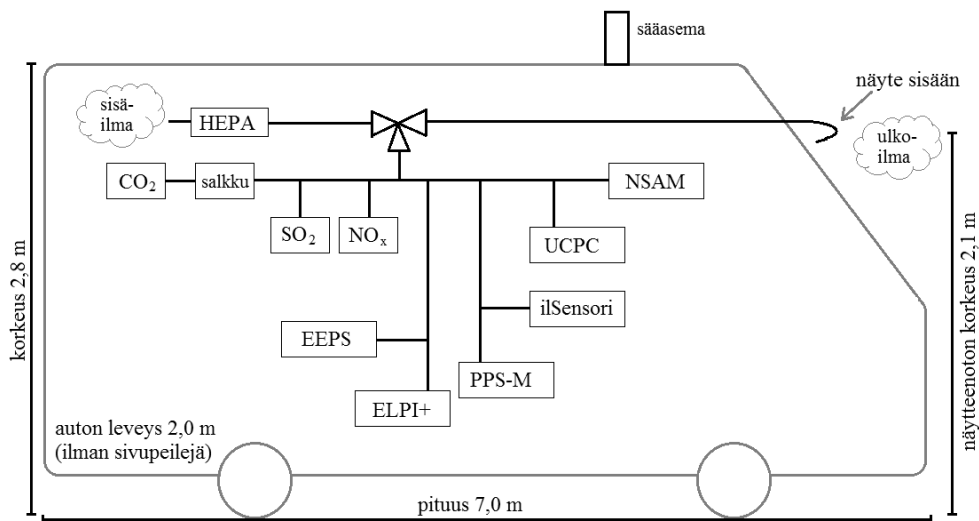 sääasema
näyte sisään
sisä-
ilma
HEPA
ulko-
ilma
CO₂
salkku
NSAM
SO₂
NOₓ
UCPC
ilSensori
EEPS
PPS-M
ELPI+
auton leveys 2,0 m
(ilman sivupeilejä)
korkeus 2,8 m
näytteenoton korkeus 2,1 m
pituus 7,0 m